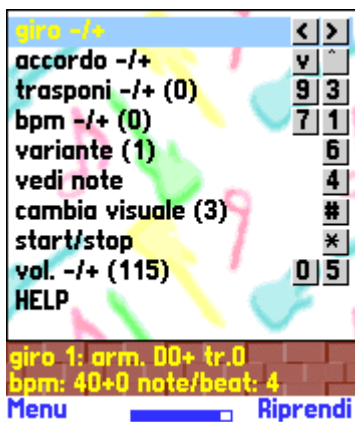 giro -/+ < >
accordo -/+ v ^
trasponi -/+ (0) 9 3
bpm -/+ (0) 7 1
variante (1) 6
vedi note 4
cambia visuale (3) #
start/stop *
vol. -/+ (115) 0 5
HELP
giro 1: arm. DO+ tr.0
bpm: 40+0 note/beat: 4
Menu Riprendi